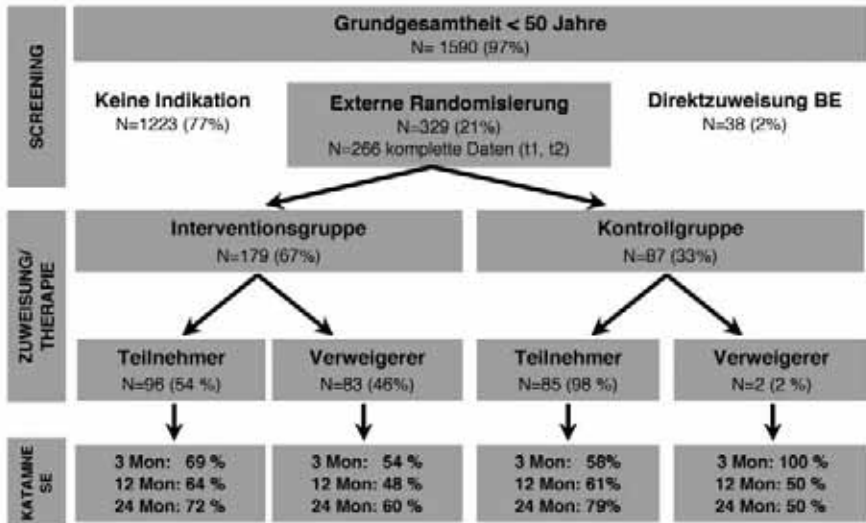 SCREENING
Grundgesamtheit < 50 Jahre
N= 1590 (97%)
Keine Indikation
N=1223 (77%)
Externe Randomisierung
N=329 (21%)
N=266 komplette Daten (t1, t2)
Direktzuweisung BE
N=38 (2%)
ZUWEISUNG/
THERAPIE
Interventionsgruppe
N=179 (67%)
Kontrollgruppe
N=87 (33%)
Teilnehmer
N=96 (54 %)
Verweigerer
N=83 (46%)
Teilnehmer
N=85 (98 %)
Verweigerer
N=2 (2 %)
KATAMNE
SE
3 Mon: 69 %
12 Mon: 64 %
24 Mon: 72 %
3 Mon: 54 %
12 Mon: 48 %
24 Mon: 60 %
3 Mon: 56%
12 Mon: 61%
24 Mon: 79%
3 Mon: 100 %
12 Mon: 50 %
24 Mon: 50 %